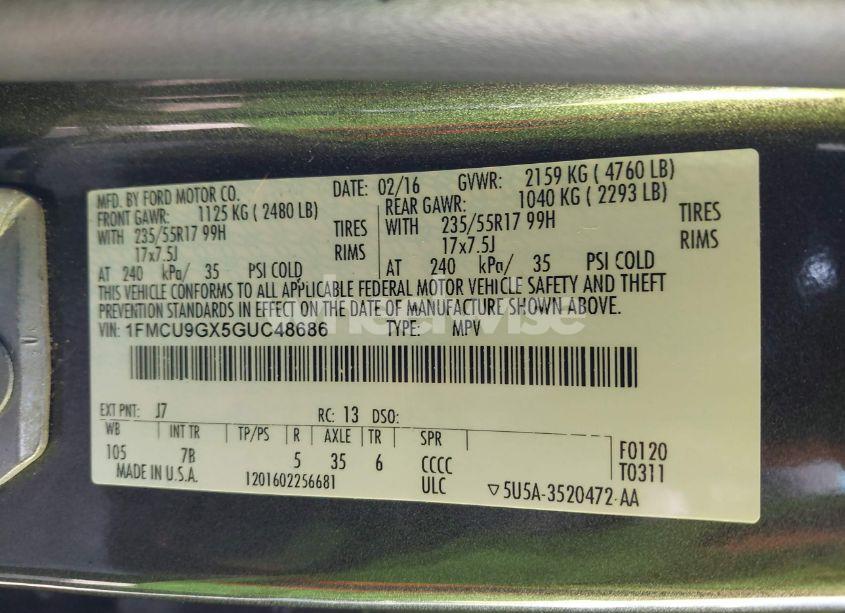 MFD. BY FORD MOTOR CO. DATE: 02/16 GVWR: 2159 KG ( 4760 LB)
FRONT GAWR: 1125 KG ( 2480 LB) REAR GAWR: 1040 KG ( 2293 LB)
WITH 235/55R17 99H TIRES WITH 235/55R17 99H TIRES
17x7.5J RIMS 17x7.5J RIMS
AT 240 kPa/ 35 PSI COLD AT 240 kPa/ 35 PSI COLD
THIS VEHICLE CONFORMS TO ALL APPLICABLE FEDERAL MOTOR VEHICLE SAFETY AND THEFT
PREVENTION STANDARDS IN EFFECT ON THE DATE OF MANUFACTURE SHOWN ABOVE.
VIN: 1FMCU9GX5GUC48686 TYPE: MPV
EXT PNT: J7 RC: 13 DSO:
WB INT TR TP/PS R AXLE TR SPR F0120
105 7B 5 35 6 CCCC T0311
MADE IN U.S.A. 1201602256681 ULC ▽5U5A-3520472-AA